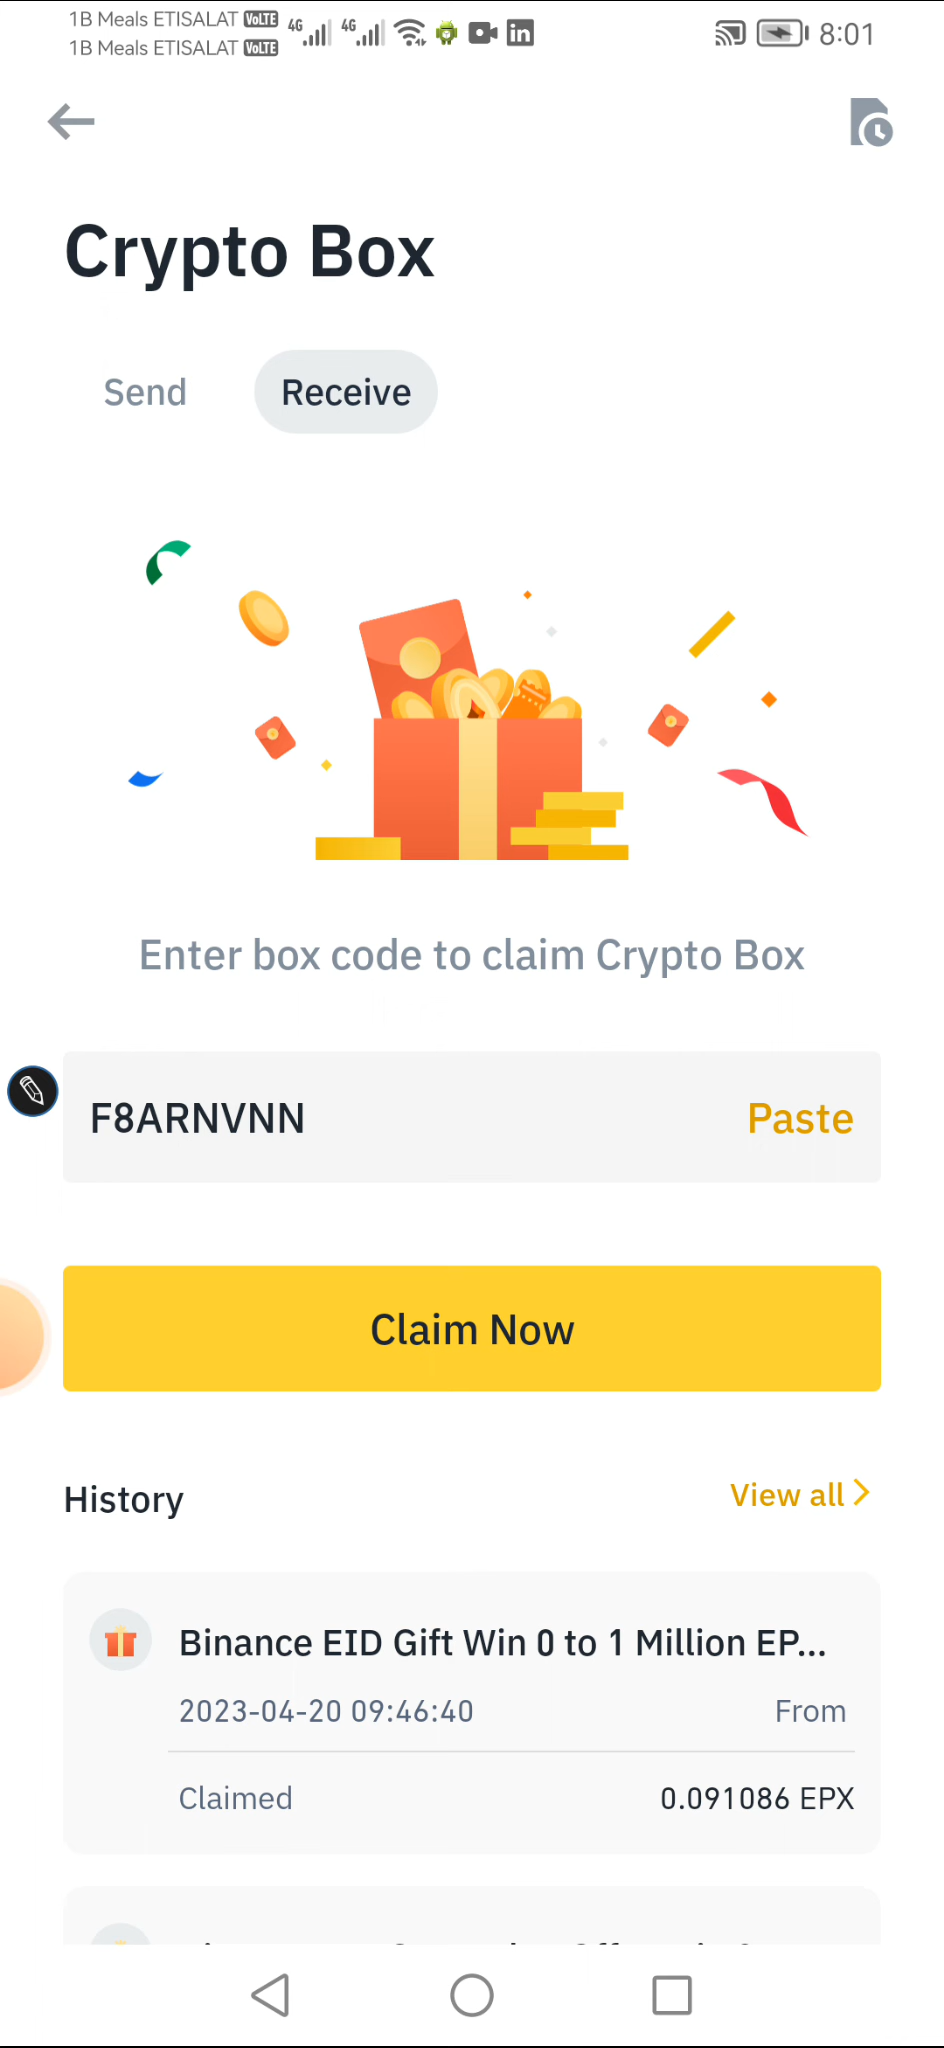 1B Meals ETISALAT VoLTE
1B Meals ETISALAT VoLTE
4G 4G in 8:01
Crypto Box
Send Receive
Enter box code to claim Crypto Box
F8ARNVNN Paste
Claim Now
History View all
Binance EID Gift Win 0 to 1 Million EP...
2023-04-20 09:46:40 From
Claimed 0.091086 EPX